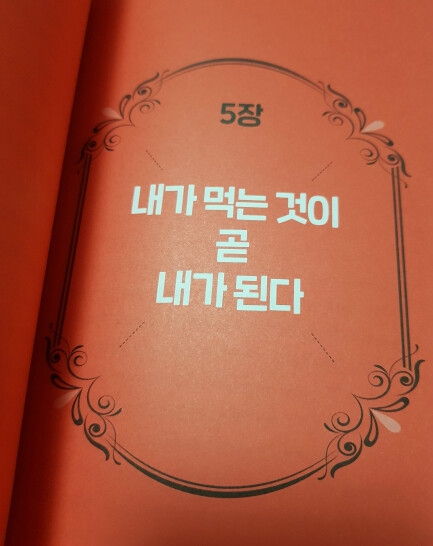 5장
내가 먹는 것이
곧
내가 된다